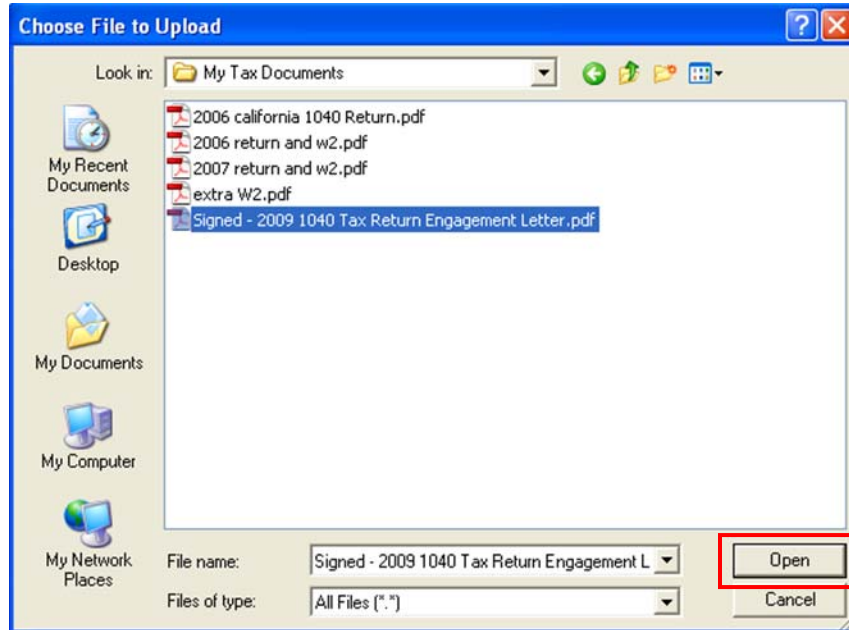 Choose File to Upload
Look in:
My Tax Documents
2006 california 1040 Return.pdf
2006 return and w2.pdf
2007 return and w2.pdf
extra W2.pdf
Signed - 2009 1040 Tax Return Engagement Letter.pdf
My Recent
Documents
Desktop
My Documents
My Computer
My Network
Places
File name:
Signed - 2009 1040 Tax Return Engagement L
Open
Files of type:
All Files (*.*)
Cancel